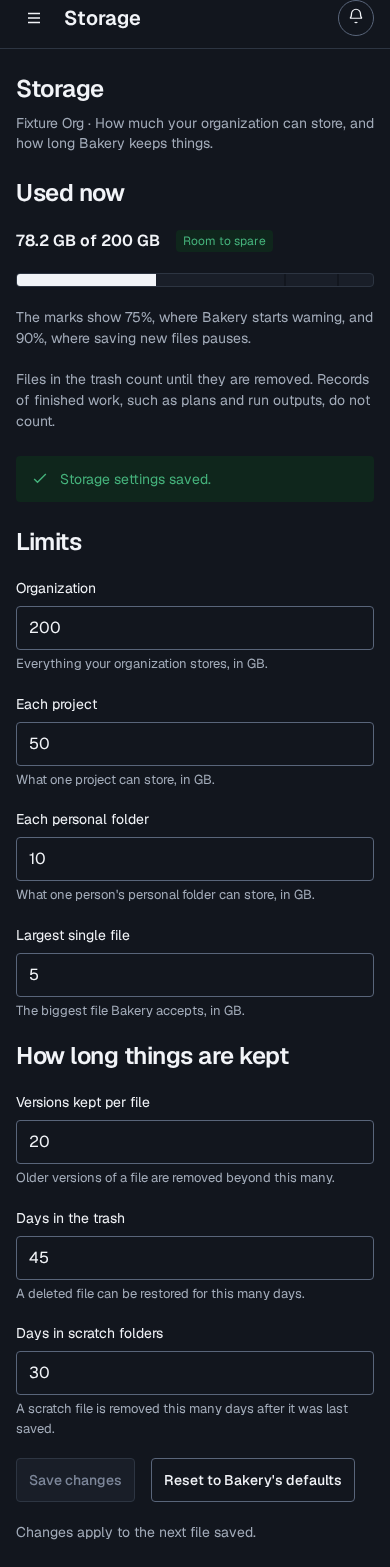 Storage
Storage
Fixture Org · How much your organization can store, and
how long Bakery keeps things.
Used now
78.2 GB of 200 GB
Room to spare
The marks show 75%, where Bakery starts warning, and
90%, where saving new files pauses.
Files in the trash count until they are removed. Records
of finished work, such as plans and run outputs, do not
count.
Storage settings saved.
Limits
Organization
200
Everything your organization stores, in GB.
Each project
50
What one project can store, in GB.
Each personal folder
10
What one person's personal folder can store, in GB.
Largest single file
5
The biggest file Bakery accepts, in GB.
How long things are kept
Versions kept per file
20
Older versions of a file are removed beyond this many.
Days in the trash
45
A deleted file can be restored for this many days.
Days in scratch folders
30
A scratch file is removed this many days after it was last
saved.
Save changes
Reset to Bakery's defaults
Changes apply to the next file saved.